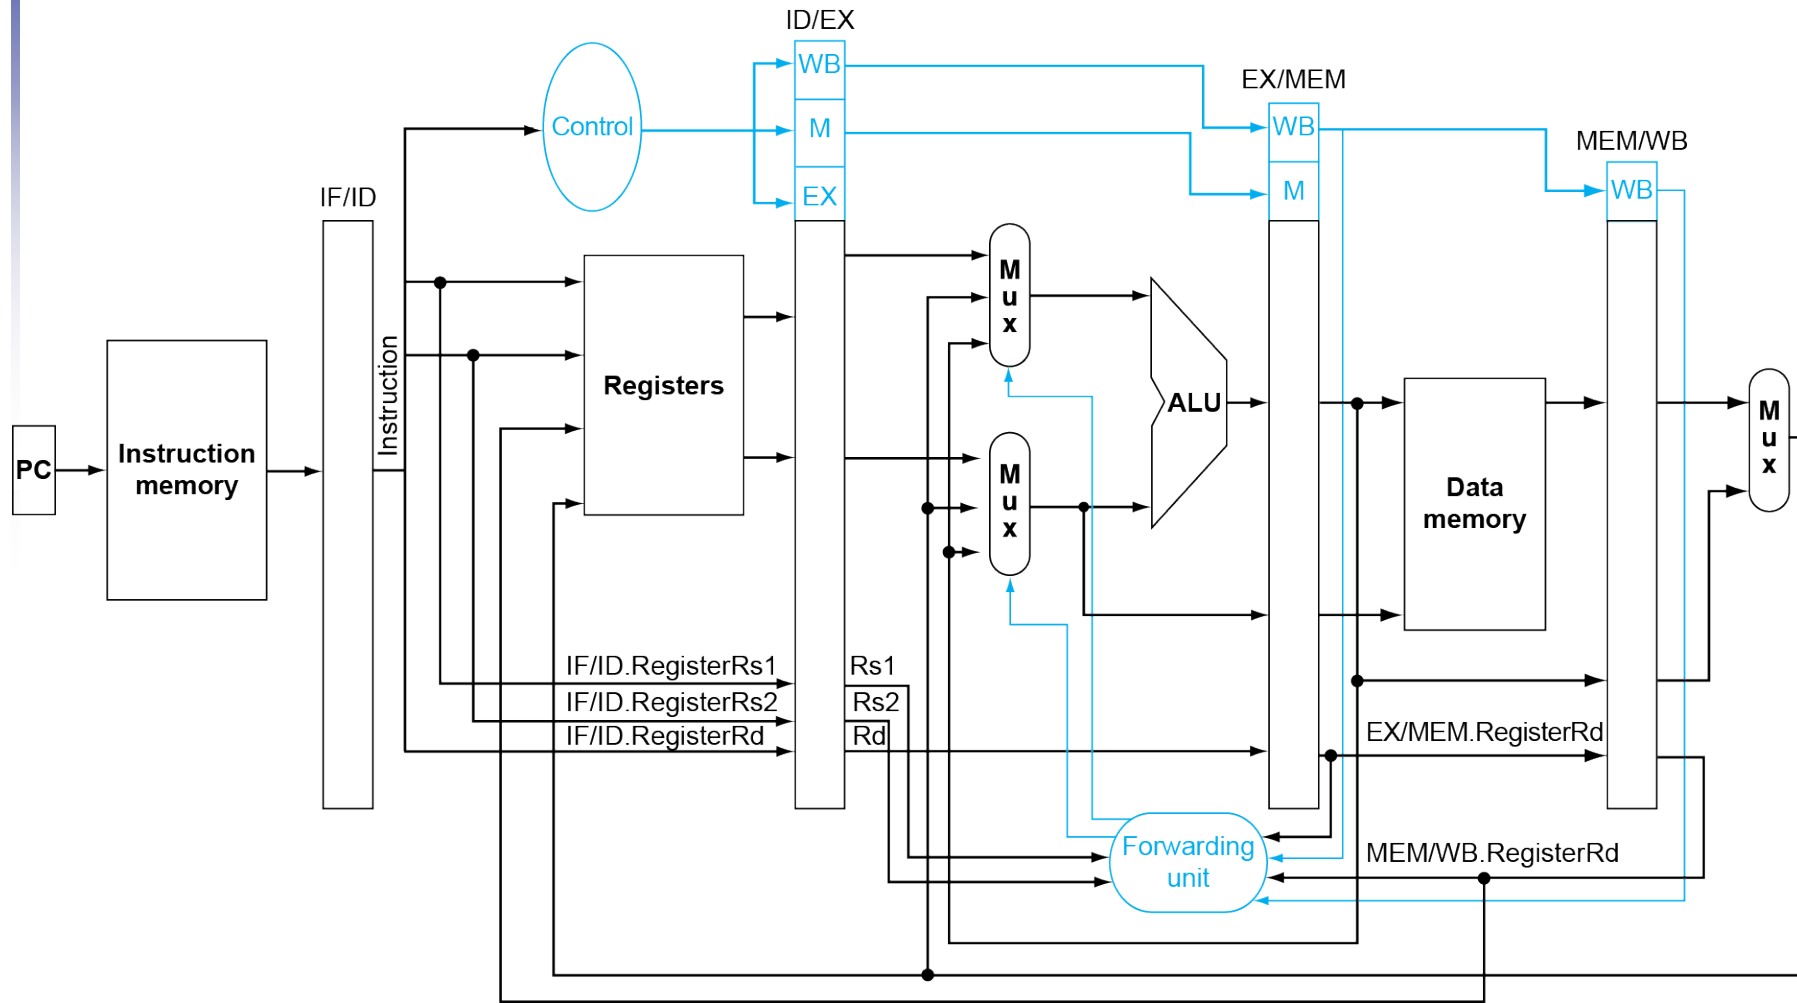 ID/EX
WB
EX/MEM
Control
M
WB
MEM/WB
IF/ID
EX
M
WB
M
u
x
Instruction
Registers
ALU
M
u
x
PC
Instruction
memory
M
u
x
Data
memory
IF/ID.RegisterRs1
Rs1
IF/ID.RegisterRs2
Rs2
IF/ID.RegisterRd
Rd
EX/MEM.RegisterRd
Forwarding
unit
MEM/WB.RegisterRd